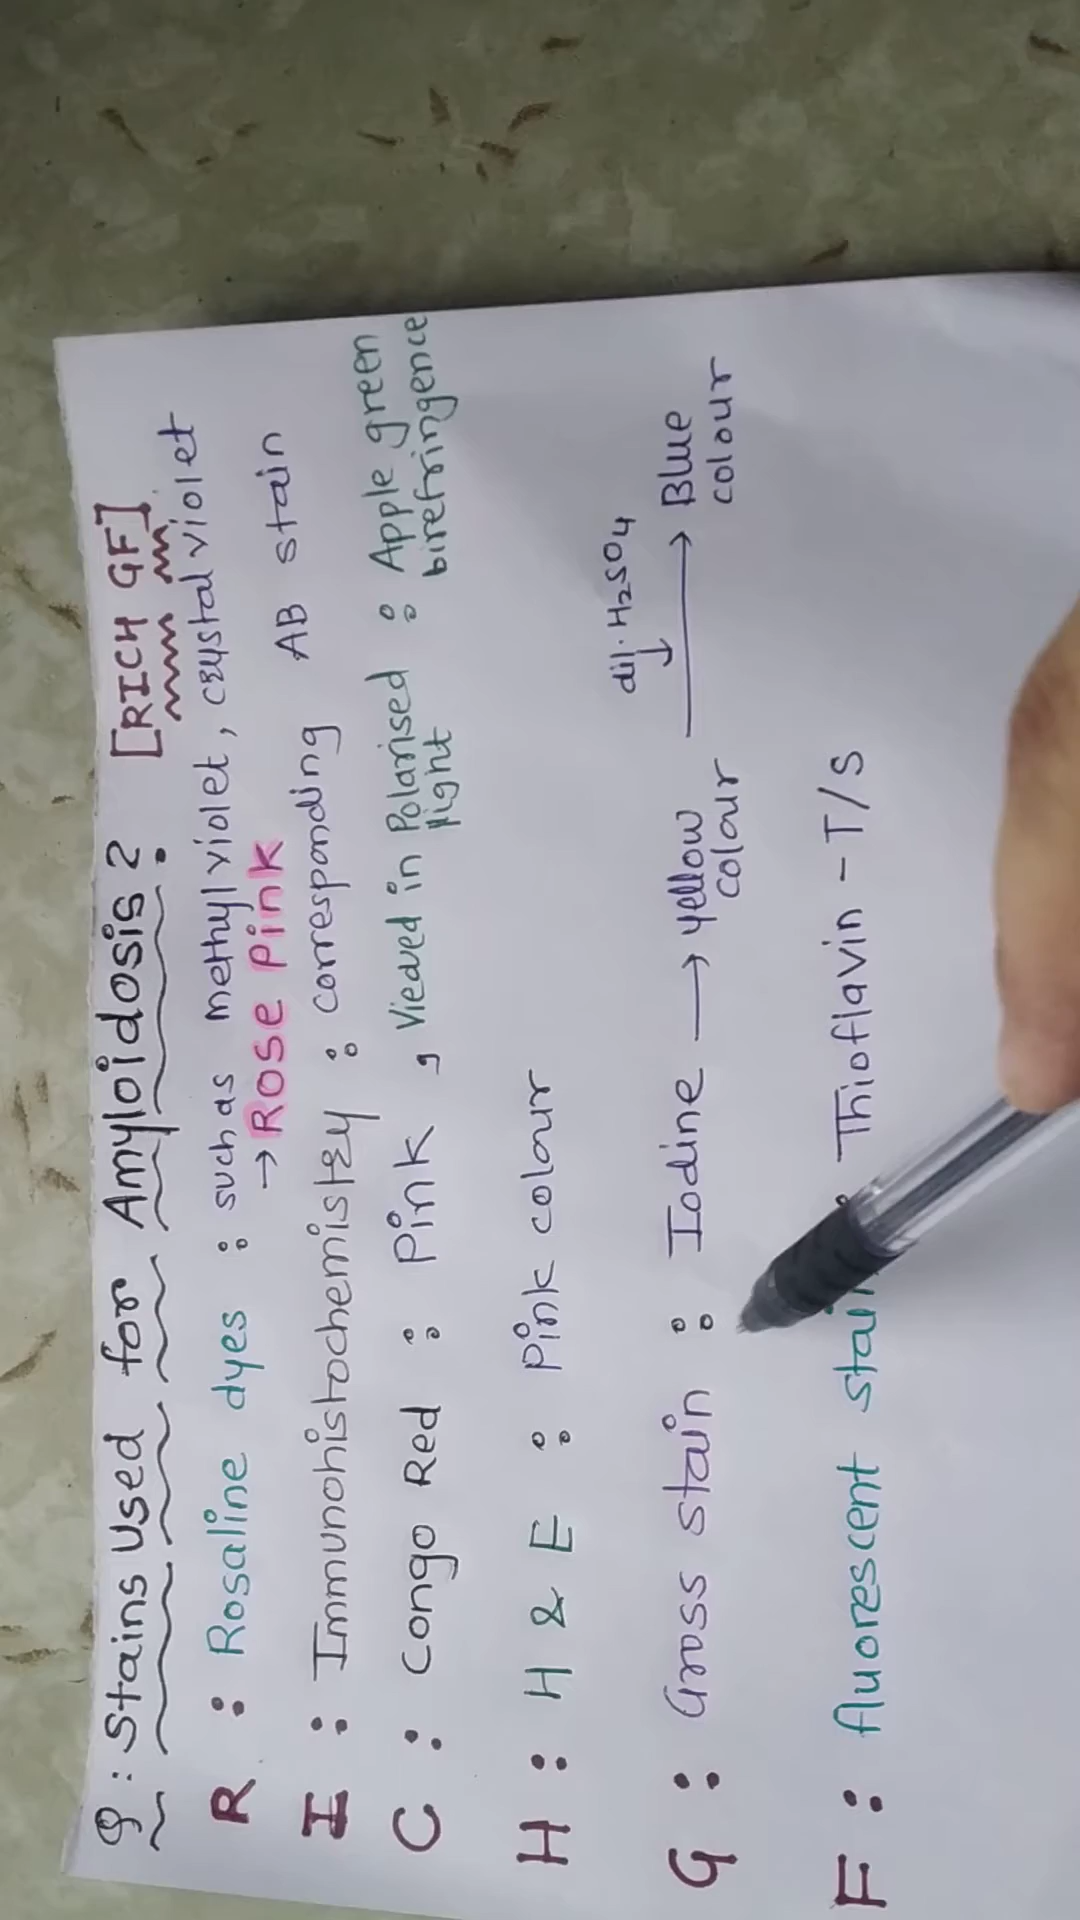 Q : Stains Used for Amyloidosis ? [RICH GF]
R : Rosaline dyes : such as methyl violet, crystal violet
→ Rose Pink
I : Immunohistochemistry : corresponding AB stain
C : Congo Red : Pink , Vieved in Polarised light : Apple green birefringence
H : H & E : Pink colour
G : Gross stain : Iodine → yellow colour dil. H₂SO₄ → Blue colour
F : fluorescent stain : Thioflavin - T/S